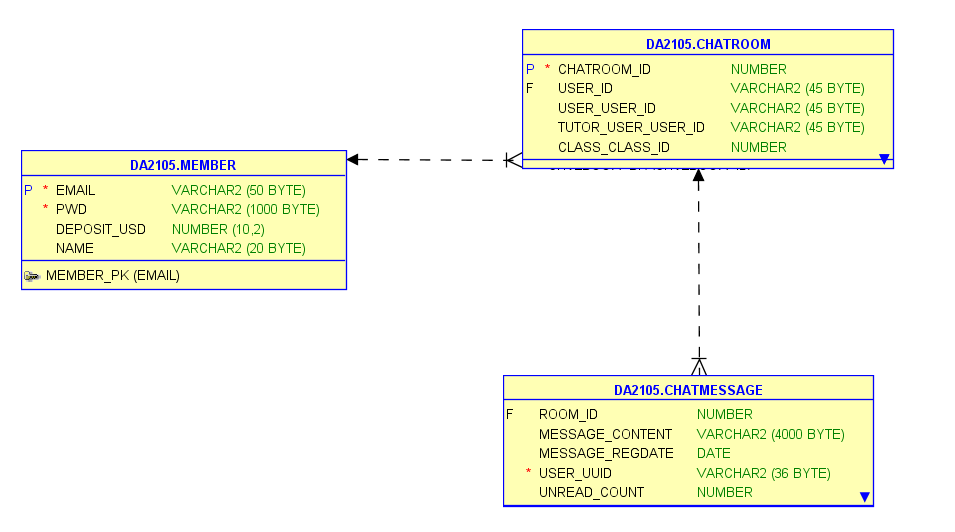 DA2105.CHATROOM
P * CHATROOM_ID NUMBER
F USER_ID VARCHAR2 (45 BYTE)
USER_USER_ID VARCHAR2 (45 BYTE)
TUTOR_USER_USER_ID VARCHAR2 (45 BYTE)
CLASS_CLASS_ID NUMBER
DA2105.MEMBER
P * EMAIL VARCHAR2 (50 BYTE)
* PWD VARCHAR2 (1000 BYTE)
DEPOSIT_USD NUMBER (10,2)
NAME VARCHAR2 (20 BYTE)
MEMBER_PK (EMAIL)
DA2105.CHATMESSAGE
F ROOM_ID NUMBER
MESSAGE_CONTENT VARCHAR2 (4000 BYTE)
MESSAGE_REGDATE DATE
* USER_UUID VARCHAR2 (36 BYTE)
UNREAD_COUNT NUMBER